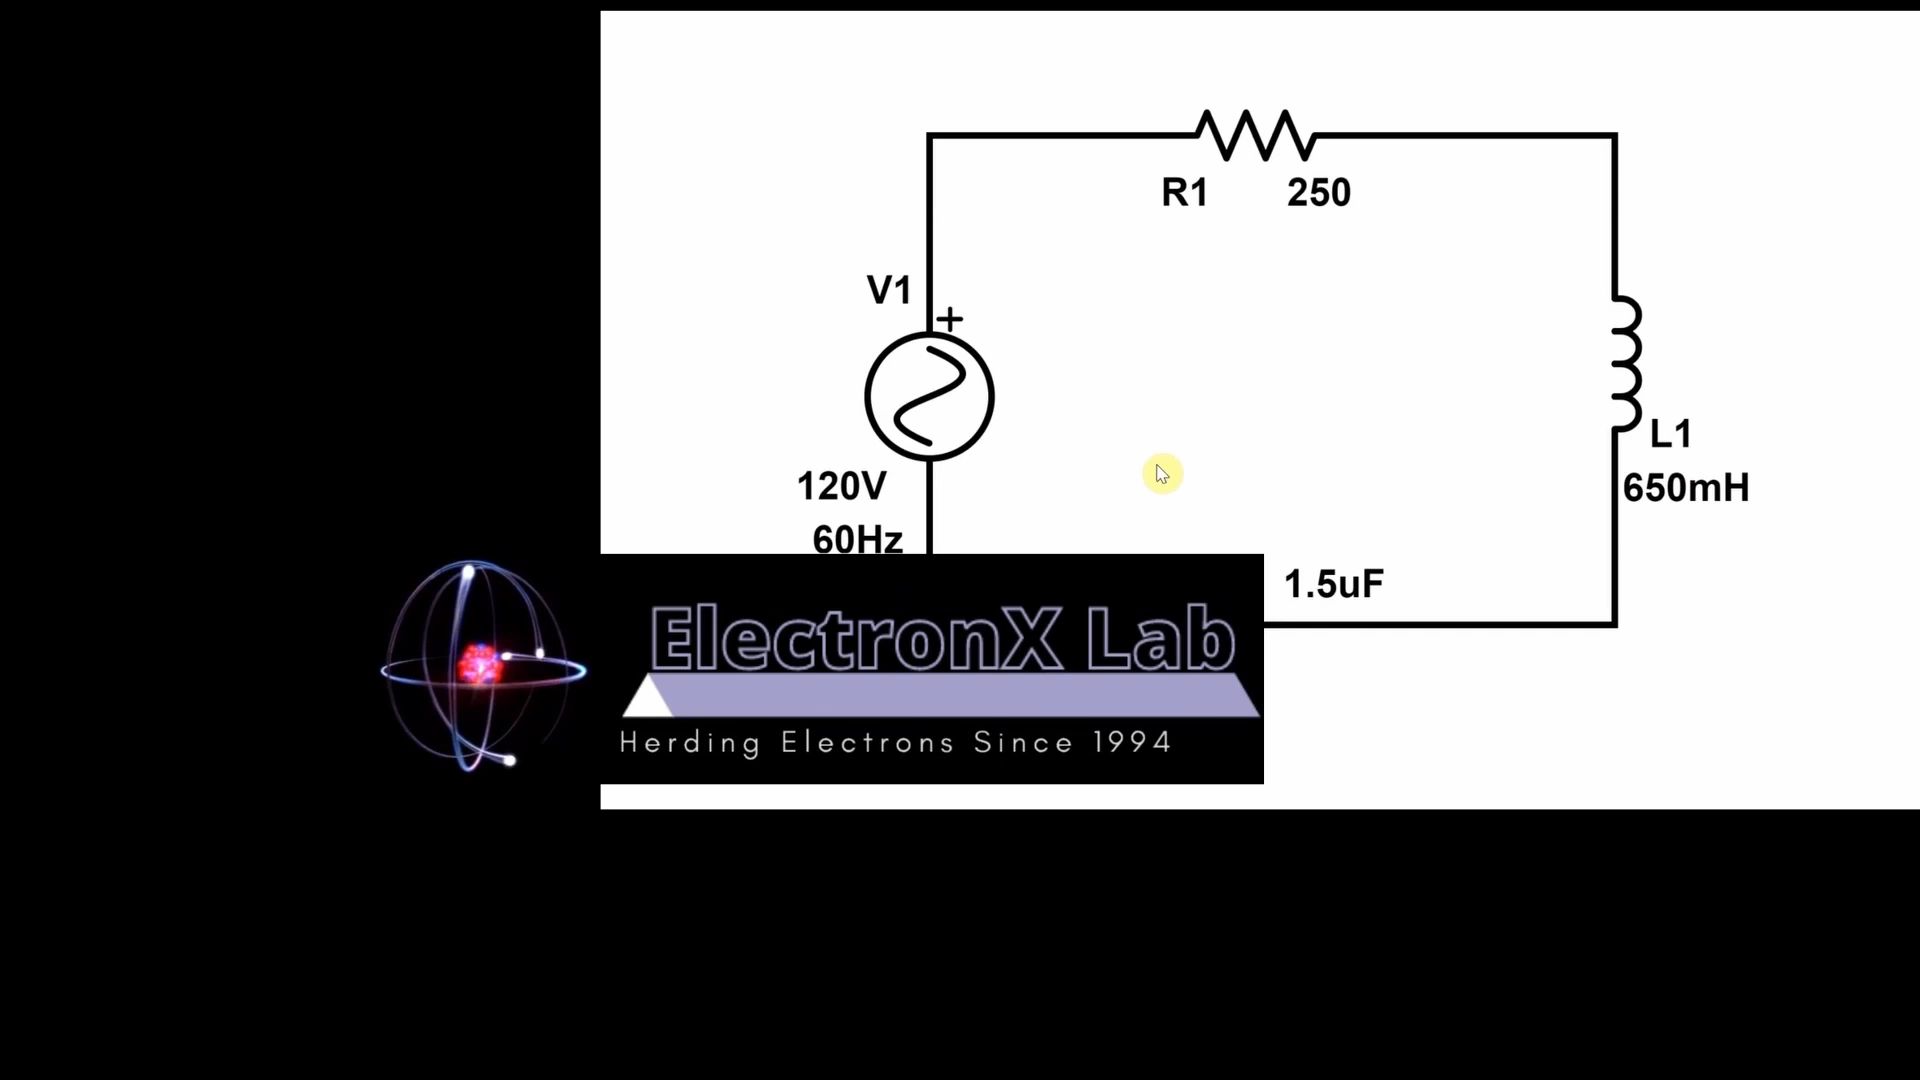 R1 250
V1
+
L1
120V
650mH
60Hz
1.5uF
ElectronX Lab
Herding Electrons Since 1994